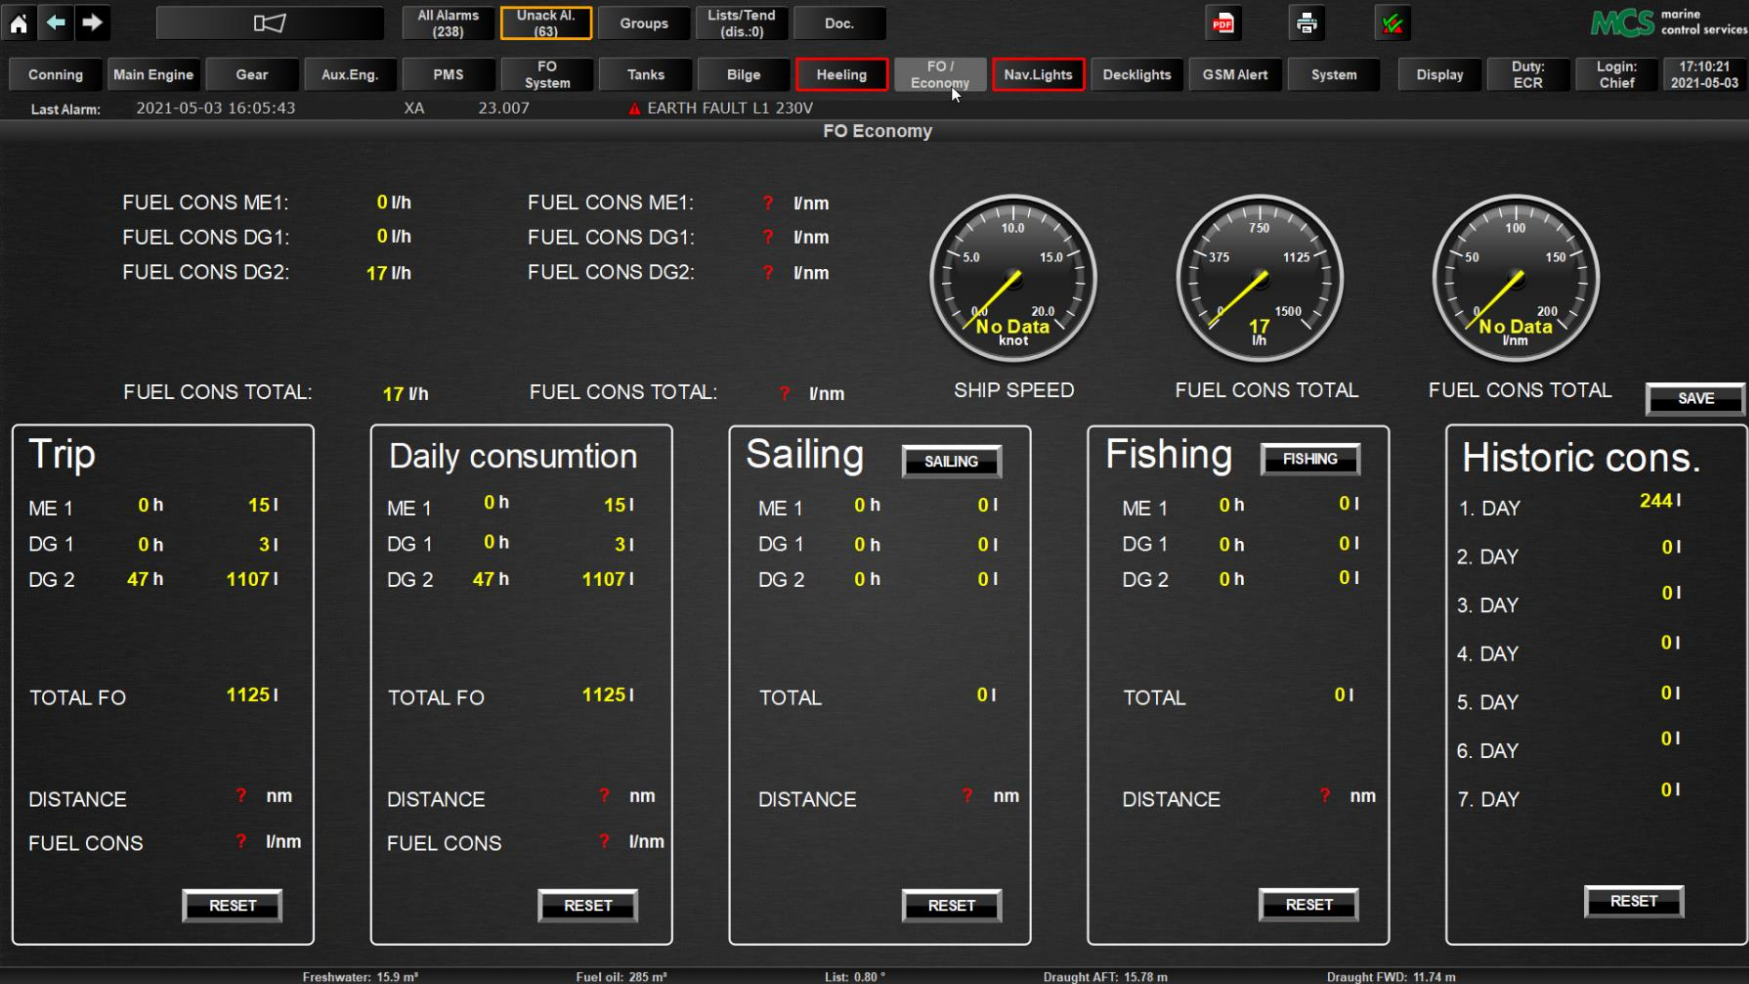 All Alarms
(238)
Unack Al.
(63)
Groups
Lists/Tend
(dis.:0)
Doc.
PDF
MCS marine
control services
Conning
Main Engine
Gear
Aux.Eng.
PMS
FO
System
Tanks
Bilge
Heeling
FO /
Economy
Nav.Lights
Decklights
GSM Alert
System
Display
Duty:
ECR
Login:
Chief
17:10:21
2021-05-03
Last Alarm: 2021-05-03 16:05:43 XA 23.007 EARTH FAULT L1 230V
FO Economy
FUEL CONS ME1: 0 l/h
FUEL CONS DG1: 0 l/h
FUEL CONS DG2: 17 l/h
FUEL CONS TOTAL: 17 l/h
FUEL CONS ME1: ? l/nm
FUEL CONS DG1: ? l/nm
FUEL CONS DG2: ? l/nm
FUEL CONS TOTAL: ? l/nm
10.0
5.0 15.0
0.0 20.0
No Data
knot
SHIP SPEED
750
375 1125
0 1500
17
l/h
FUEL CONS TOTAL
100
50 150
0 200
No Data
l/nm
FUEL CONS TOTAL
SAVE
Trip
ME 1 0 h 15 l
DG 1 0 h 3 l
DG 2 47 h 1107 l
TOTAL FO 1125 l
DISTANCE ? nm
FUEL CONS ? l/nm
RESET
Daily consumtion
ME 1 0 h 15 l
DG 1 0 h 3 l
DG 2 47 h 1107 l
TOTAL FO 1125 l
DISTANCE ? nm
FUEL CONS ? l/nm
RESET
Sailing SAILING
ME 1 0 h 0 l
DG 1 0 h 0 l
DG 2 0 h 0 l
TOTAL 0 l
DISTANCE ? nm
RESET
Fishing FISHING
ME 1 0 h 0 l
DG 1 0 h 0 l
DG 2 0 h 0 l
TOTAL 0 l
DISTANCE ? nm
RESET
Historic cons.
1. DAY 244 l
2. DAY 0 l
3. DAY 0 l
4. DAY 0 l
5. DAY 0 l
6. DAY 0 l
7. DAY 0 l
RESET
Freshwater: 15.9 m³ Fuel oil: 285 m³ List: 0.80 ° Draught AFT: 15.78 m Draught FWD: 11.74 m